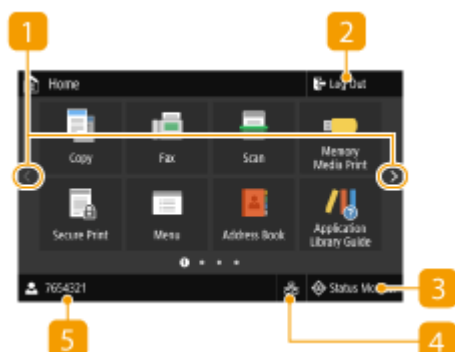 1
2
Home
Log Out
Copy
Fax
Scan
Memory
Media Print
Secure Print
Menu
Address Book
Application
Library Guide
7654321
Status
3
5
4